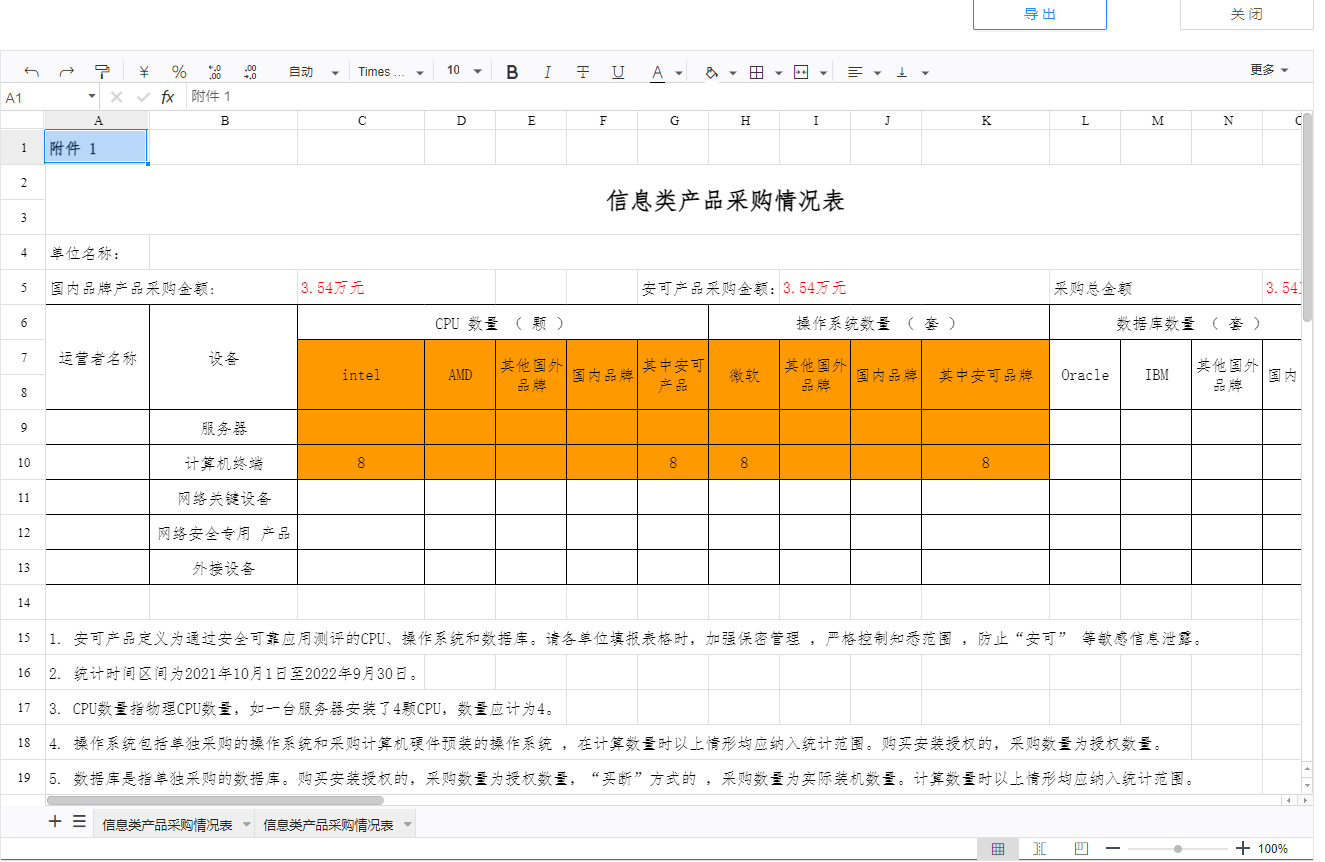 导出 关闭
¥ % .00 .00 自动 Times ... 10 B I T U A 更多
A1 fx 附件 1
A B C D E F G H I J K L M N
1 附件 1
2 信息类产品采购情况表
3
4 单位名称：
5 国内品牌产品采购金额： 3.54万元 安可产品采购金额： 3.54万元 采购总金额 3.54
6 CPU 数量 （ 颗 ） 操作系统数量 （ 套 ） 数据库数量 （ 套 ）
7 运营者名称 设备 intel AMD 其他国外品牌 国内品牌 其中安可产品 微软 其他国外品牌 国内品牌 其中安可品牌 Oracle IBM 其他国外品牌 国内
8
9 服务器
10 计算机终端 8 8 8 8
11 网络关键设备
12 网络安全专用 产品
13 外接设备
14
15 1. 安可产品定义为通过安全可靠应用测评的CPU、操作系统和数据库。请各单位填报表格时，加强保密管理 ，严格控制知悉范围 ，防止“安可” 等敏感信息泄露。
16 2. 统计时间区间为2021年10月1日至2022年9月30日。
17 3. CPU数量指物理CPU数量，如一台服务器安装了4颗CPU，数量应计为4。
18 4. 操作系统包括单独采购的操作系统和采购计算机硬件预装的操作系统 ，在计算数量时以上情形均应纳入统计范围。购买安装授权的，采购数量为授权数量。
19 5. 数据库是指单独采购的数据库。购买安装授权的，采购数量为授权数量，“买断”方式的 ，采购数量为实际装机数量。计算数量时以上情形均应纳入统计范围。
信息类产品采购情况表 信息类产品采购情况表
100%